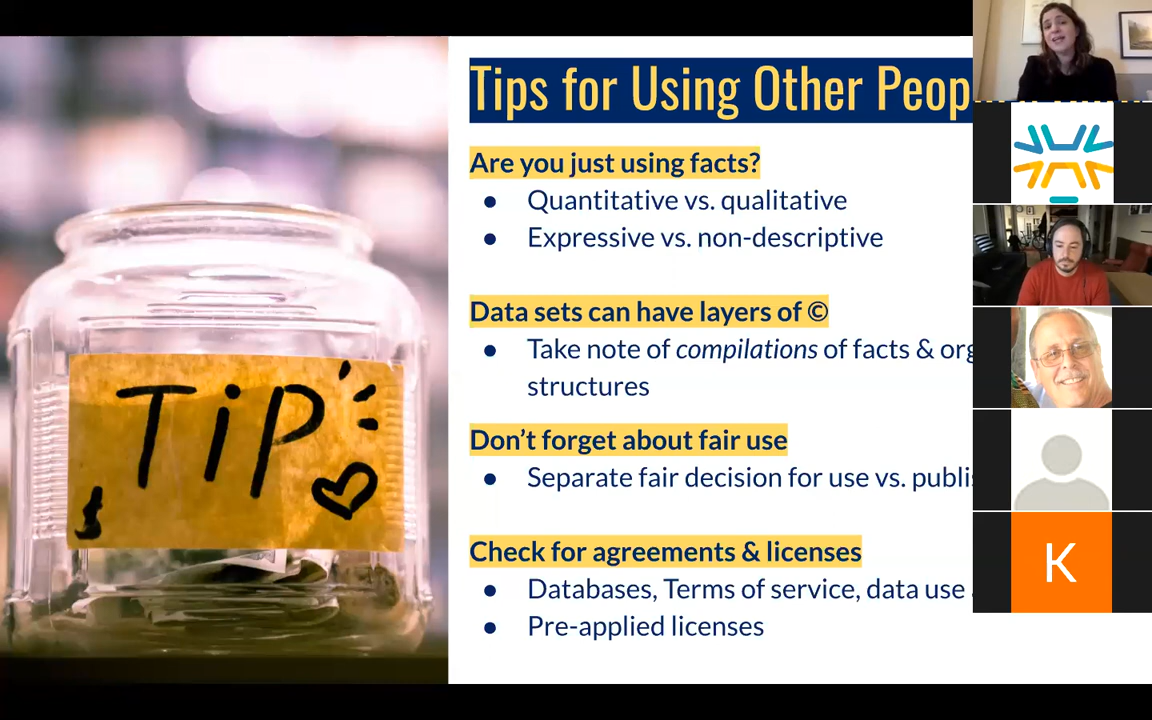 Tips for Using Other Peop
Are you just using facts?
● Quantitative vs. qualitative
● Expressive vs. non-descriptive
Data sets can have layers of ©
● Take note of compilations of facts & org
structures
Don’t forget about fair use
● Separate fair decision for use vs. publis
Check for agreements & licenses
● Databases, Terms of service, data use
● Pre-applied licenses
TiP
K